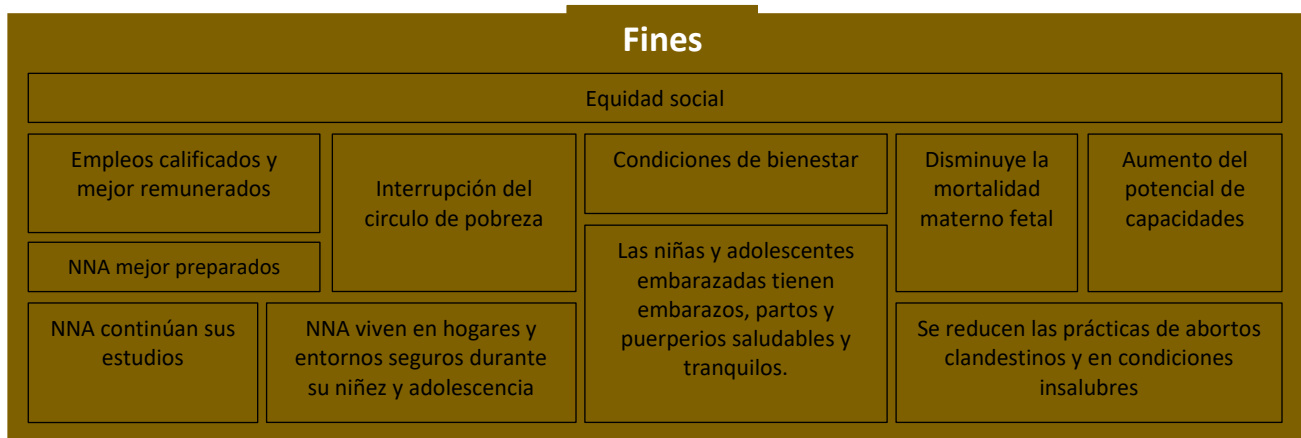 Fines
Equidad social
Empleos calificados y
mejor remunerados
Interrupción del
circulo de pobreza
Condiciones de bienestar
Disminuye la
mortalidad
materno fetal
Aumento del
potencial de
capacidades
NNA mejor preparados
Las niñas y adolescentes
embarazadas tienen
embarazos, partos y
puerperios saludables y
tranquilos.
NNA continúan sus
estudios
NNA viven en hogares y
entornos seguros durante
su niñez y adolescencia
Se reducen las prácticas de abortos
clandestinos y en condiciones
insalubres